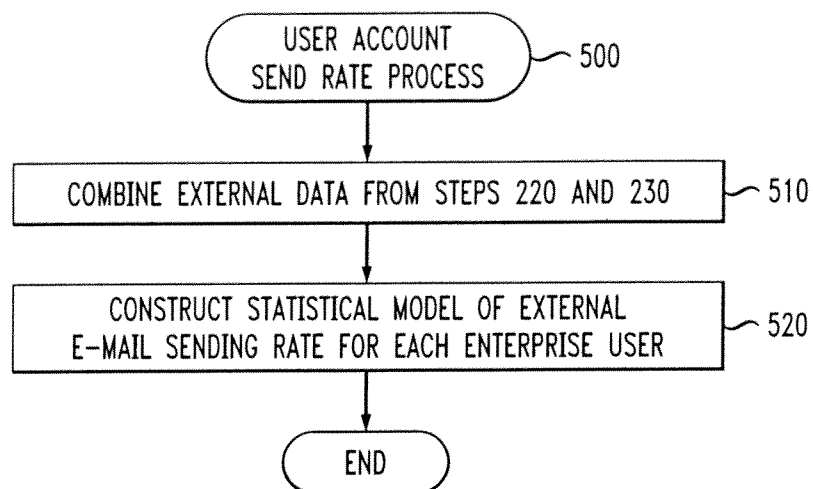 USER ACCOUNT
SEND RATE PROCESS
500
COMBINE EXTERNAL DATA FROM STEPS 220 AND 230
510
CONSTRUCT STATISTICAL MODEL OF EXTERNAL
E-MAIL SENDING RATE FOR EACH ENTERPRISE USER
520
END